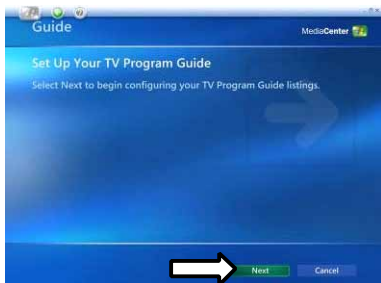 Guide
MediaCenter
Set Up Your TV Program Guide
Select Next to begin configuring your TV Program Guide listings.
Next
Cancel